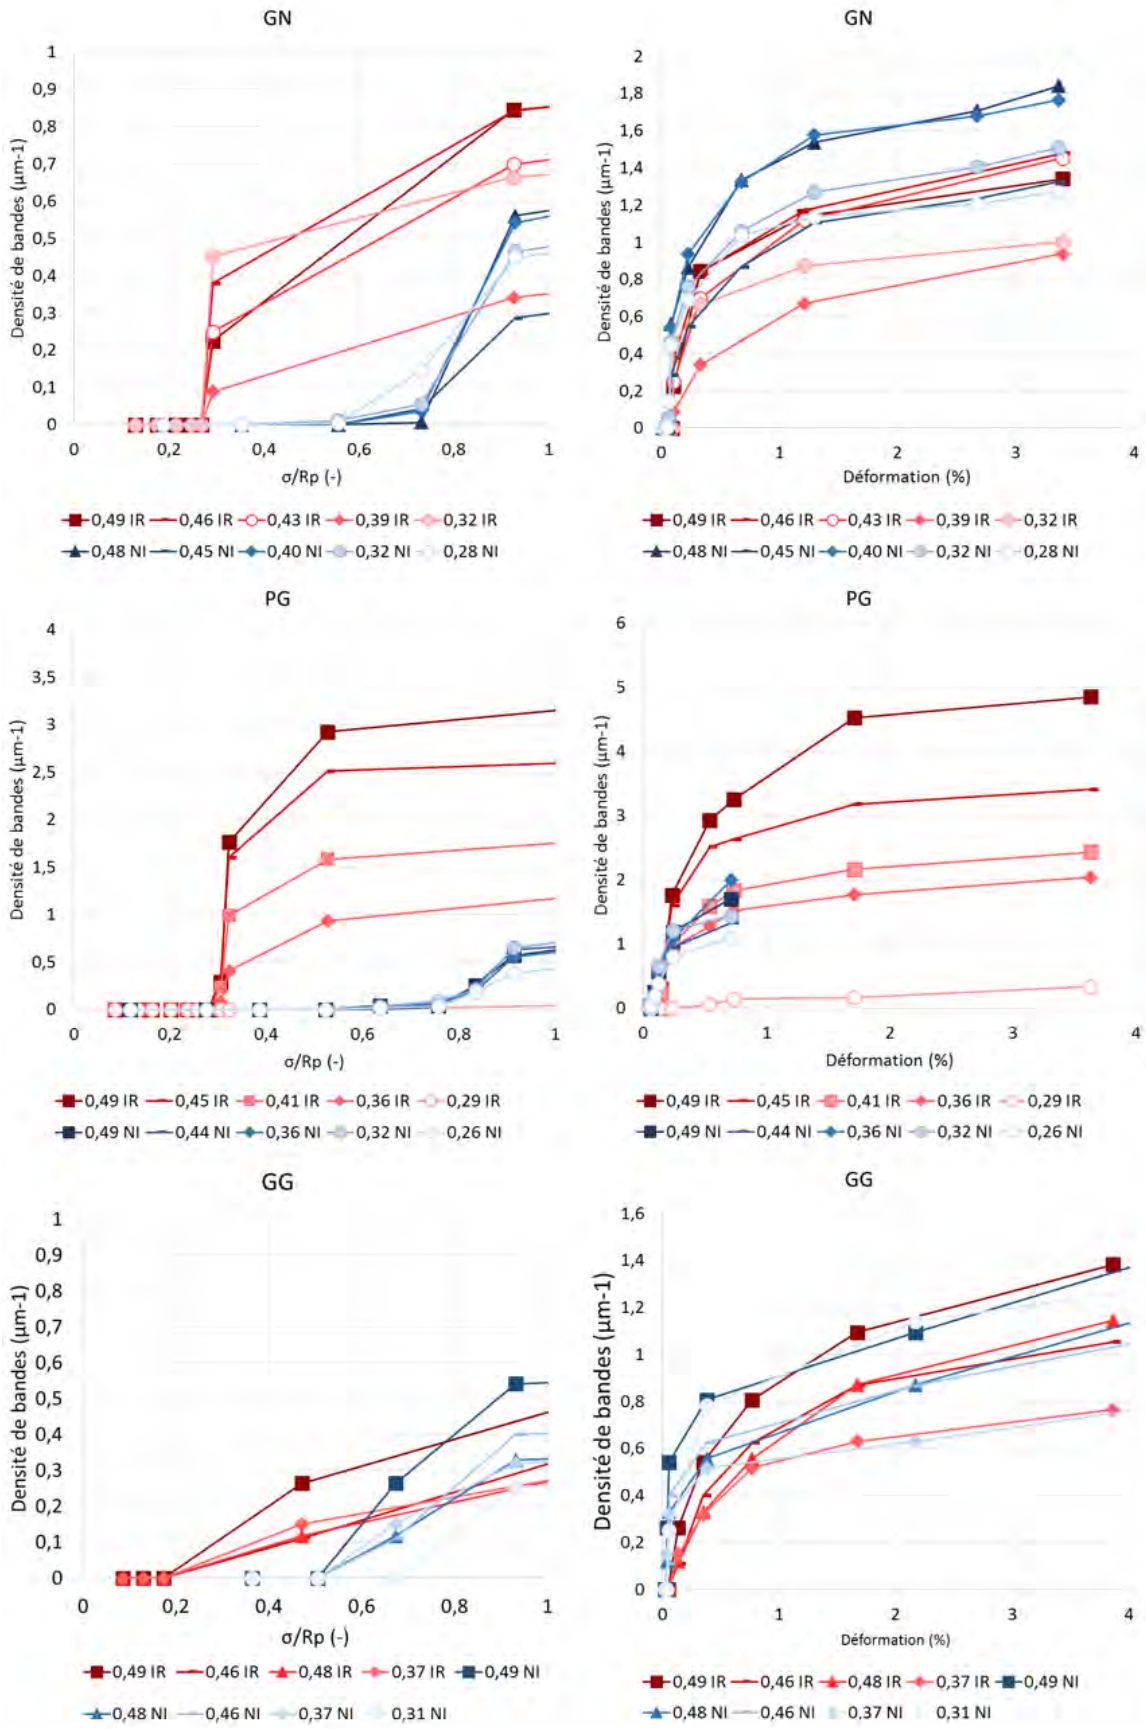 GN
Densité de bandes (µm-1)
1
0,9
0,8
0,7
0,6
0,5
0,4
0,3
0,2
0,1
0
0 0,2 0,4 0,6 0,8 1
σ/Rp (-)
0,49 IR 0,46 IR 0,43 IR 0,39 IR 0,32 IR
0,48 NI 0,45 NI 0,40 NI 0,32 NI 0,28 NI
GN
Densité de bandes (µm-1)
2
1,8
1,6
1,4
1,2
1
0,8
0,6
0,4
0,2
0
0 1 2 3 4
Déformation (%)
0,49 IR 0,46 IR 0,43 IR 0,39 IR 0,32 IR
0,48 NI 0,45 NI 0,40 NI 0,32 NI 0,28 NI
PG
Densité de bandes (µm-1)
4
3,5
3
2,5
2
1,5
1
0,5
0
0 0,2 0,4 0,6 0,8 1
σ/Rp (-)
0,49 IR 0,45 IR 0,41 IR 0,36 IR 0,29 IR
0,49 NI 0,44 NI 0,36 NI 0,32 NI 0,26 NI
PG
Densité de bandes (µm-1)
6
5
4
3
2
1
0
0 1 2 3 4
Déformation (%)
0,49 IR 0,45 IR 0,41 IR 0,36 IR 0,29 IR
0,49 NI 0,44 NI 0,36 NI 0,32 NI 0,26 NI
GG
Densité de bandes (µm-1)
1
0,9
0,8
0,7
0,6
0,5
0,4
0,3
0,2
0,1
0
0 0,2 0,4 0,6 0,8 1
σ/Rp (-)
0,49 IR 0,46 IR 0,48 IR 0,37 IR 0,49 NI
0,48 NI 0,46 NI 0,37 NI 0,31 NI
GG
Densité de bandes (µm-1)
1,6
1,4
1,2
1
0,8
0,6
0,4
0,2
0
0 1 2 3 4
Déformation (%)
0,49 IR 0,46 IR 0,48 IR 0,37 IR 0,49 NI
0,48 NI 0,46 NI 0,37 NI 0,31 NI